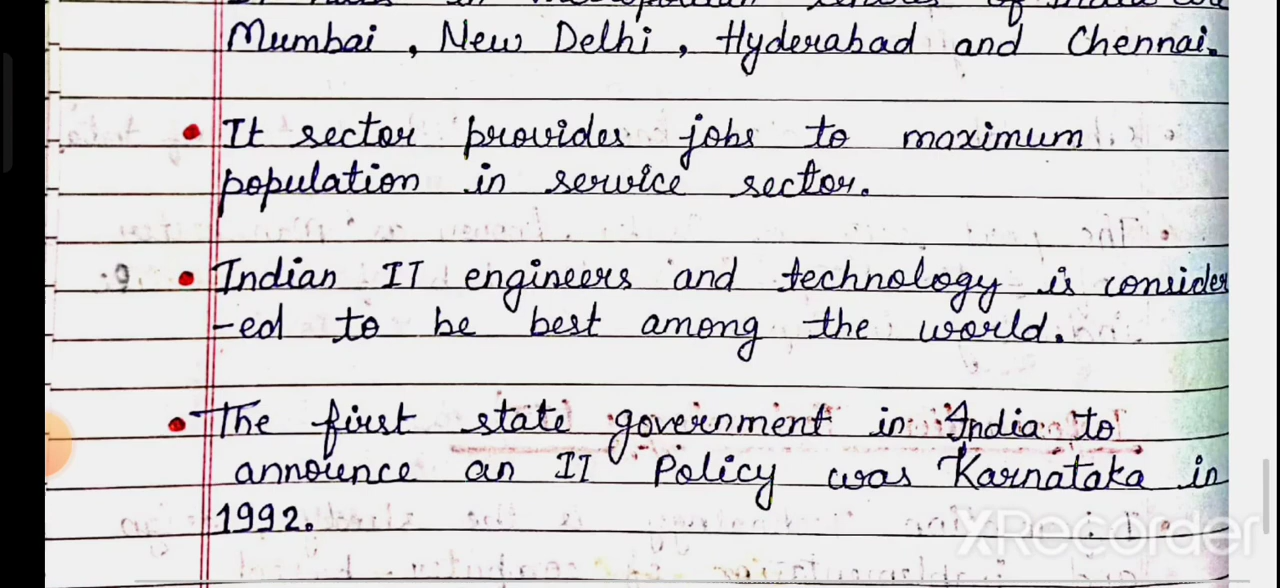 Mumbai, New Delhi, Hyderabad and Chennai.
• It sector provides jobs to maximum
population in service sector.
• Indian IT engineers and technology is consider
-ed to be best among the world.
• The first state government in India to
announce an IT Policy was Karnataka in
1992.
XRecorder